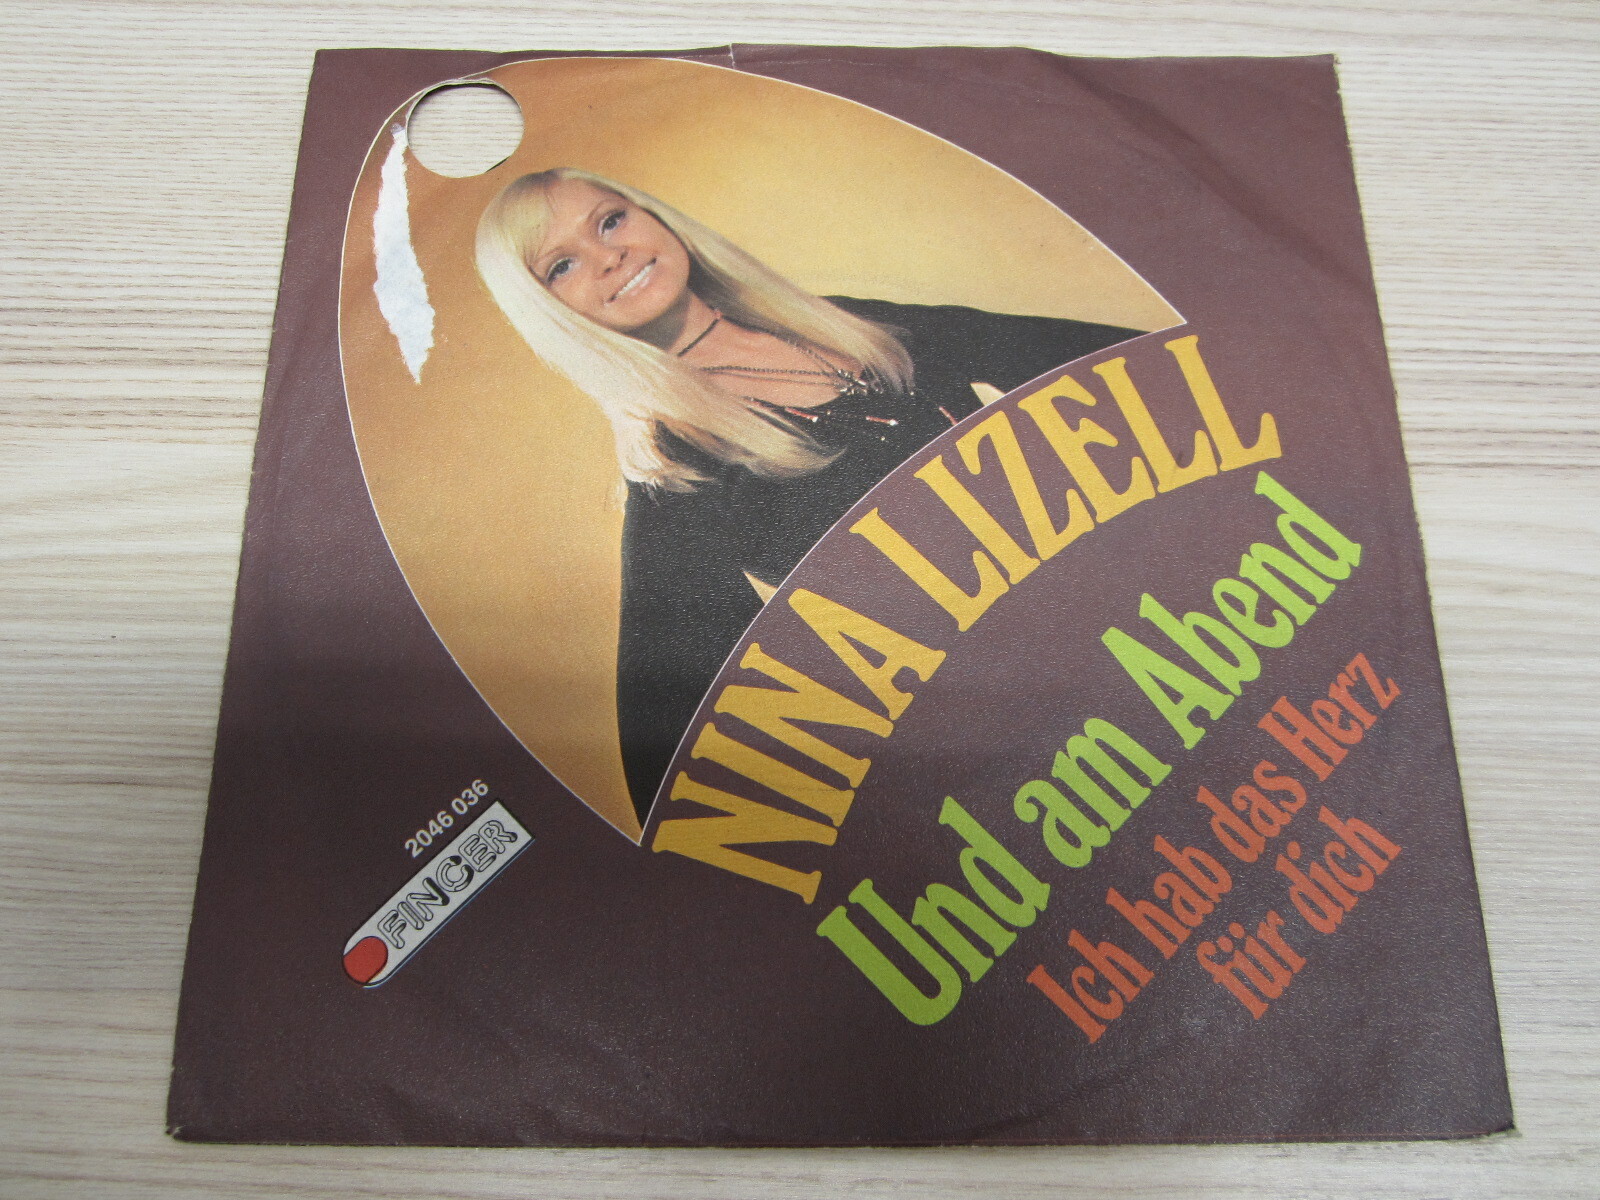 NINA LIZELL
Und am Abend
Ich hab das Herz
für dich
2046 036
FINGER